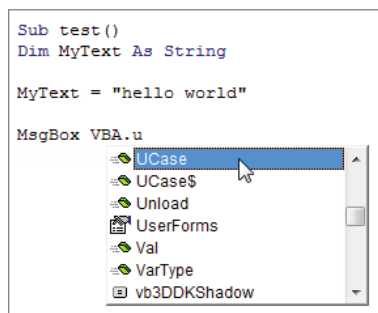 Sub test()
Dim MyText As String
MyText = "hello world"
MsgBox VBA.u
UCase
UCase$
Unload
UserForms
Val
VarType
vb3DDKShadow